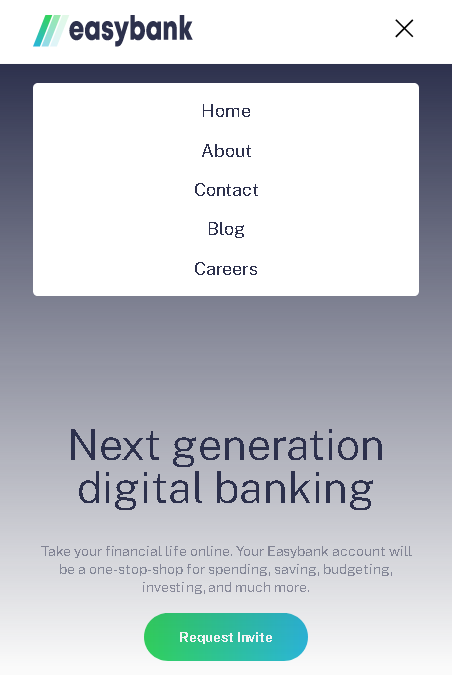 easybank
Home
About
Contact
Blog
Careers
Next generation
digital banking
Take your financial life online. Your Easybank account will
be a one-stop-shop for spending, saving, budgeting,
investing, and much more.
Request Invite